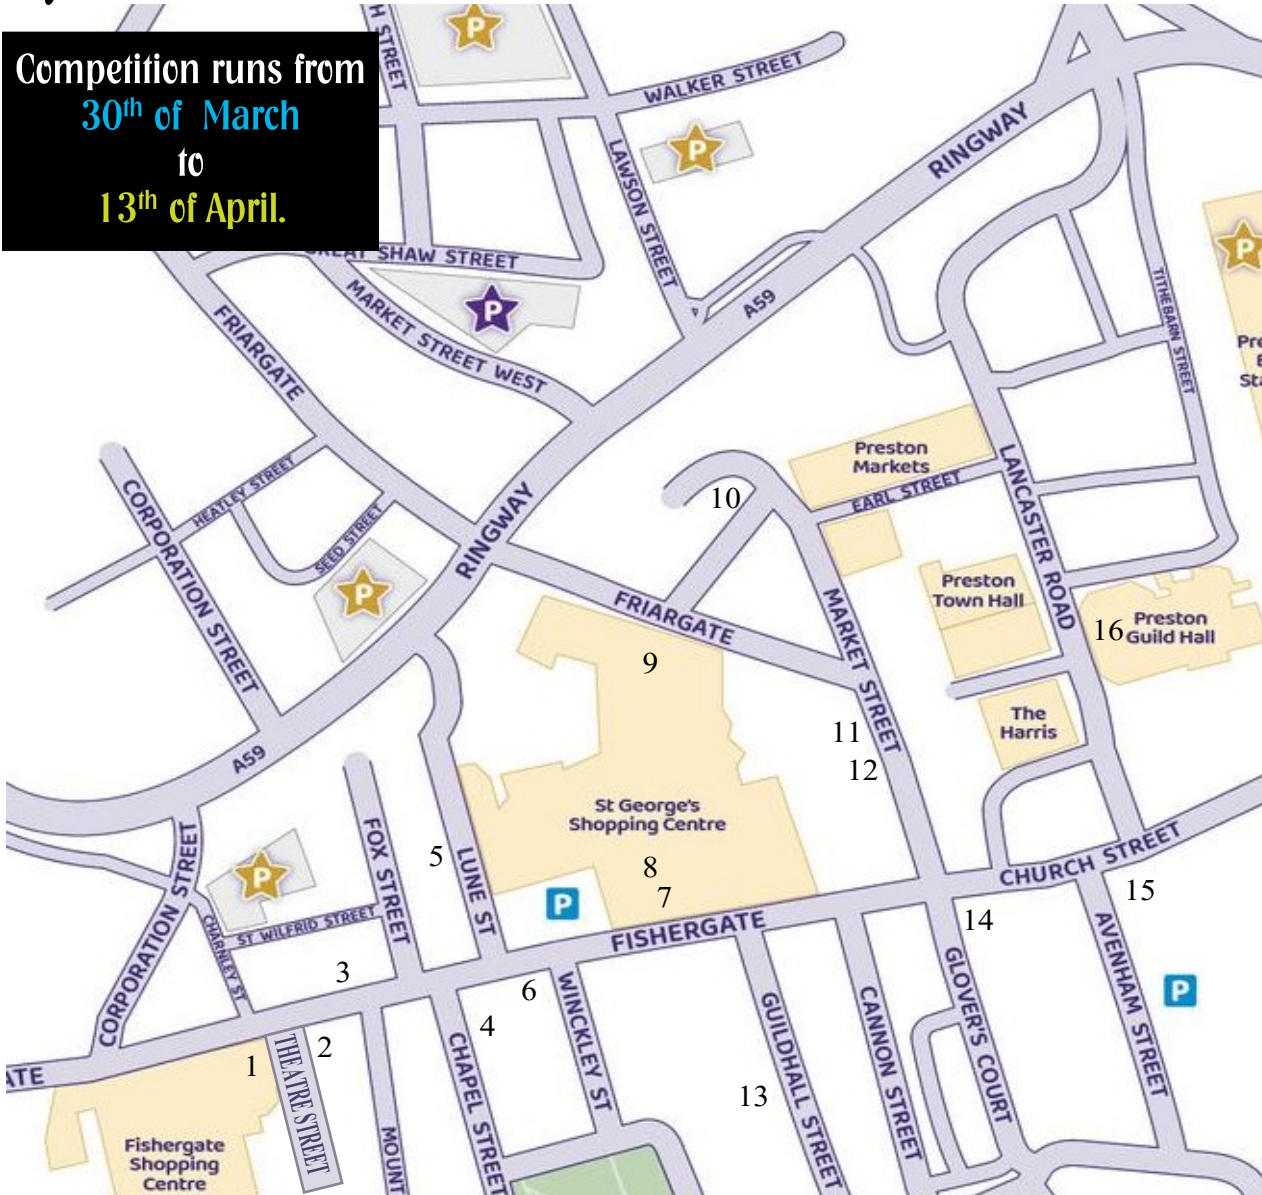 Competition runs from
30th of March
to
13th of April.
H STREET
P
WALKER STREET
P
LAWSON STREET
RINGWAY
A59
P
TITHEBARN STREET
GREAT SHAW STREET
P
MARKET STREET WEST
FRIARGATE
Preston
Markets
EARL STREET
LANCASTER ROAD
HEATLEY STREET
SEED STREET
P
CORPORATION STREET
RINGWAY
10
FRIARGATE
MARKET STREET
Preston
Town Hall
16
Preston
Guild Hall
9
The
Harris
11
12
A59
St George's
Shopping Centre
8
7
P
5
LUNE ST
FOX STREET
P
ST WILFRID STREET
CORPORATION STREET
CHARNLEY ST
3
FISHERGATE
CHURCH STREET
15
14
P
6
4
2
1
ATE
THEATRE STREET
MOUNT
CHAPEL STREET
WINCKLEY ST
13
GUILDHALL STREET
CANNON STREET
GLOVER'S COURT
AVENHAM STREET
Fishergate
Shopping
Centre